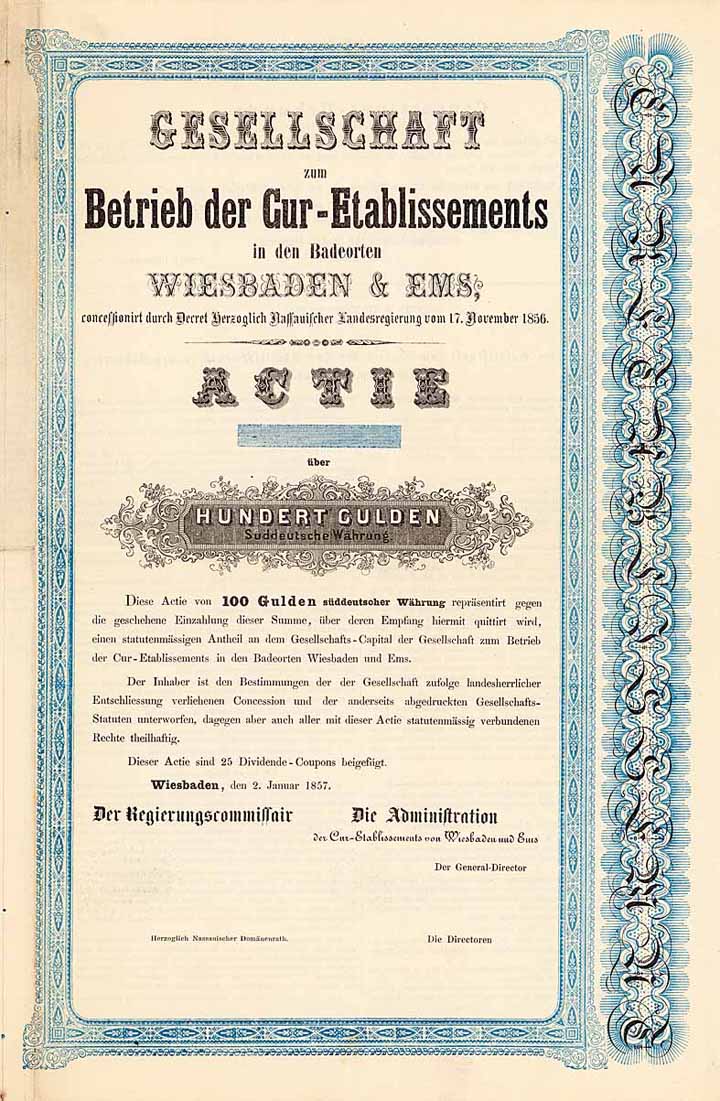 GESELLSCHAFT
zum
Betrieb der Cur-Etablissements
in den Badeorten
WIESBADEN & EMS,
concessionirt durch Decret Herzoglich Nassauischer Landesregierung vom 17. November 1856.
ACTIE
über
HUNDERT GULDEN
Süddeutsche Währung.
Diese Actie von 100 Gulden süddeutscher Währung repräsentirt gegen
die geschehene Einzahlung dieser Summe, über deren Empfang hiermit quittirt wird,
einen statutenmässigen Antheil an dem Gesellschafts-Capital der Gesellschaft zum Betrieb
der Cur-Etablissements in den Badeorten Wiesbaden und Ems.
Der Inhaber ist den Bestimmungen der der Gesellschaft zufolge landesherrlicher
Entschliessung verliehenen Concession und der anderseits abgedruckten Gesellschafts-
Statuten unterworfen, dagegen aber auch aller mit dieser Actie statutenmässig verbundenen
Rechte theilhaftig.
Dieser Actie sind 25 Dividende-Coupons beigefügt.
Wiesbaden, den 2. Januar 1857.
Der Regierungscommissair
Die Administration
der Cur-Etablissements von Wiesbaden und Ems
Der General-Director
Herzoglich Nassauischer Domänenrath.
Die Directoren